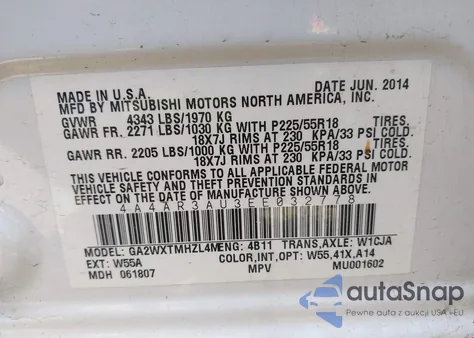 MADE IN U.S.A. DATE JUN. 2014
MFD BY MITSUBISHI MOTORS NORTH AMERICA, INC.
GVWR 4343 LBS/1970 KG
GAWR FR. 2271 LBS/1030 KG WITH P225/55R18 TIRES.
18X7J RIMS AT 230 KPA/33 PSI COLD.
GAWR RR. 2205 LBS/1000 KG WITH P225/55R18 TIRES.
18X7J RIMS AT 230 KPA/33 PSI COLD.
THIS VEHICLE CONFORMS TO ALL APPLICABLE FEDERAL MOTOR
VEHICLE SAFETY AND THEFT PREVENTION STANDARDS IN
EFFECT ON THE DATE OF MANUFACTURE SHOWN ABOVE.
4A4AR3AU3EE032778
MODEL: GA2WXTMHZL4M ENG: 4B11 TRANS,AXLE: W1CJA
EXT: W55A COLOR,INT,OPT: W55,41X,A14
MDH 061807 MPV MU001602
autoSnap
Pewne auta z aukcji USA i EU